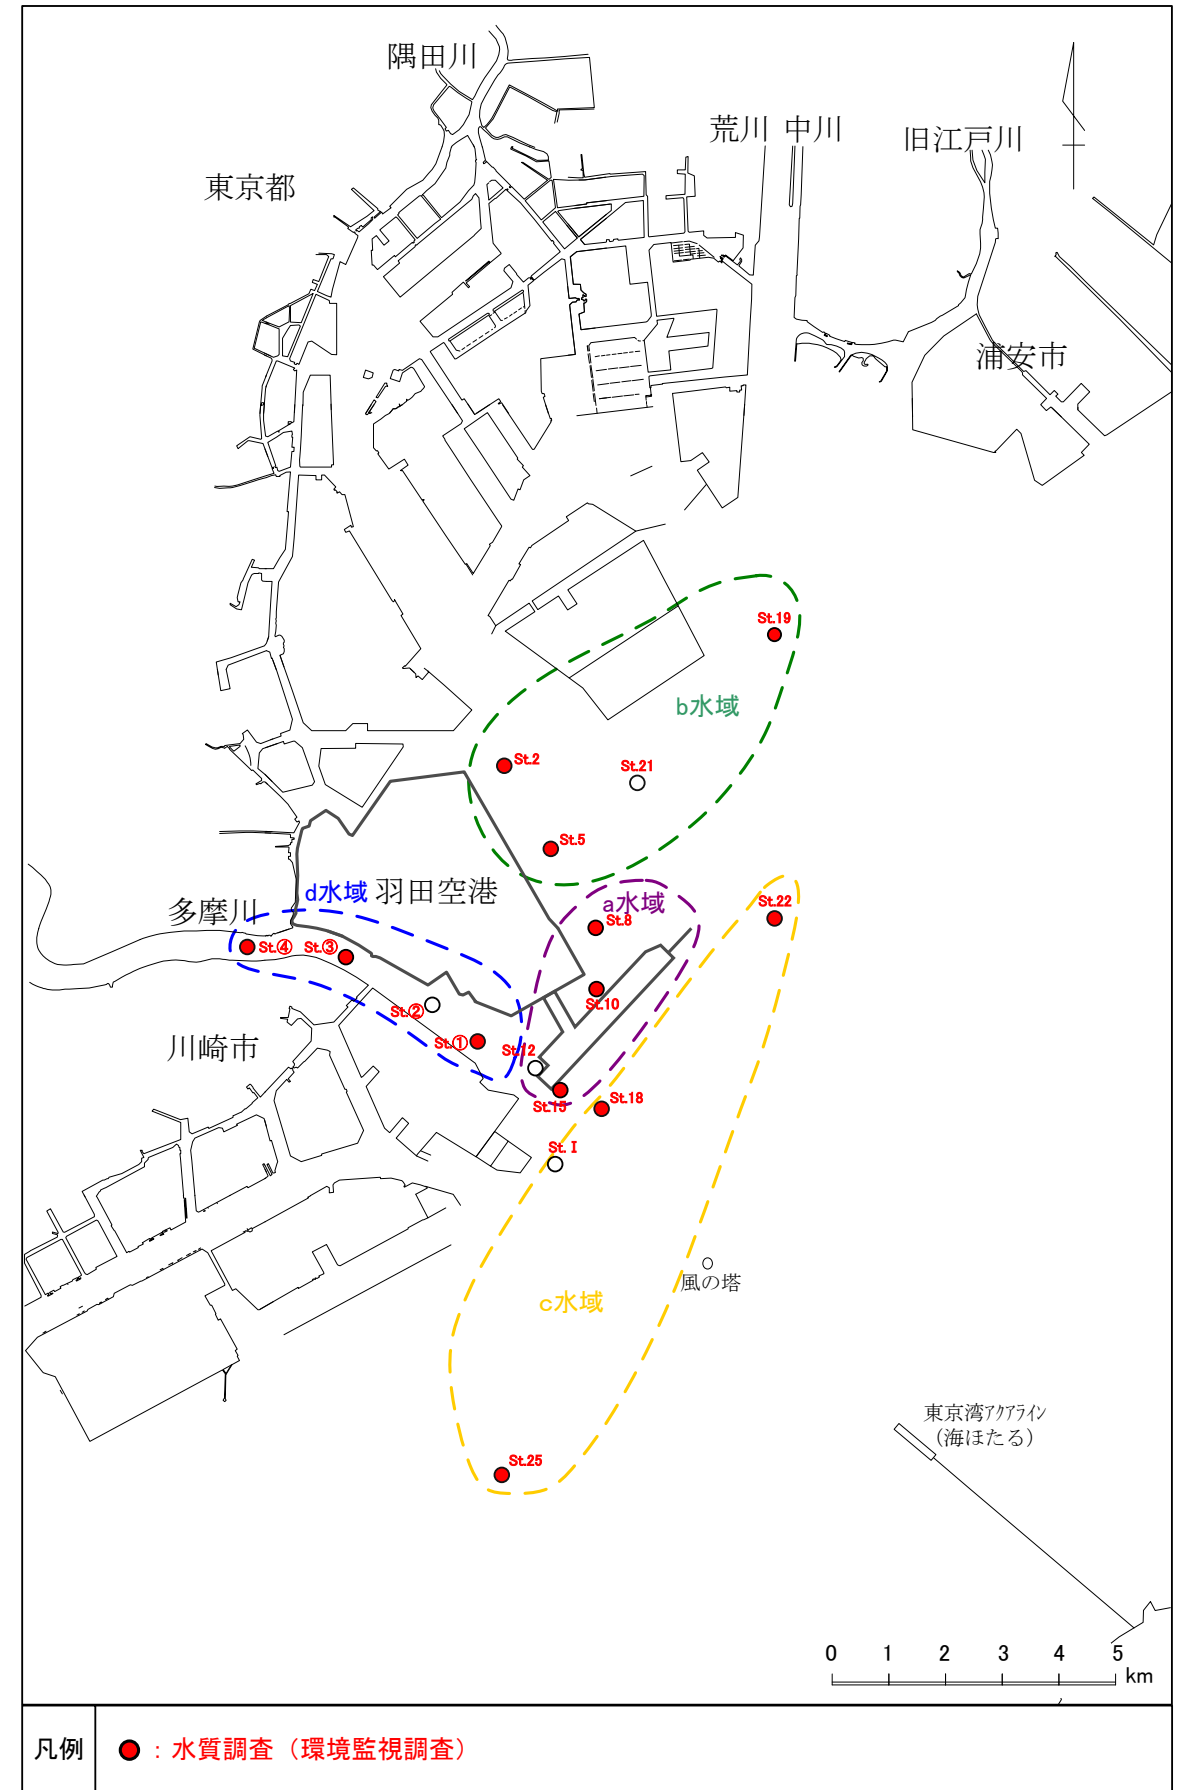 隅田川
荒川 中川
旧江戸川
東京都
浦安市
St.19
b水域
St.2
St.21
St.5
d水域 羽田空港
a水域
多摩川
St.22
St.8
St.④ St.③
St.10
St.②
川崎市
St.①
St.12
St.15
St.18
St.Ⅰ
風の塔
c水域
東京湾アクアライン
(海ほたる)
St.25
0 1 2 3 4 5
km
凡例
:水質調査(環境監視調査)